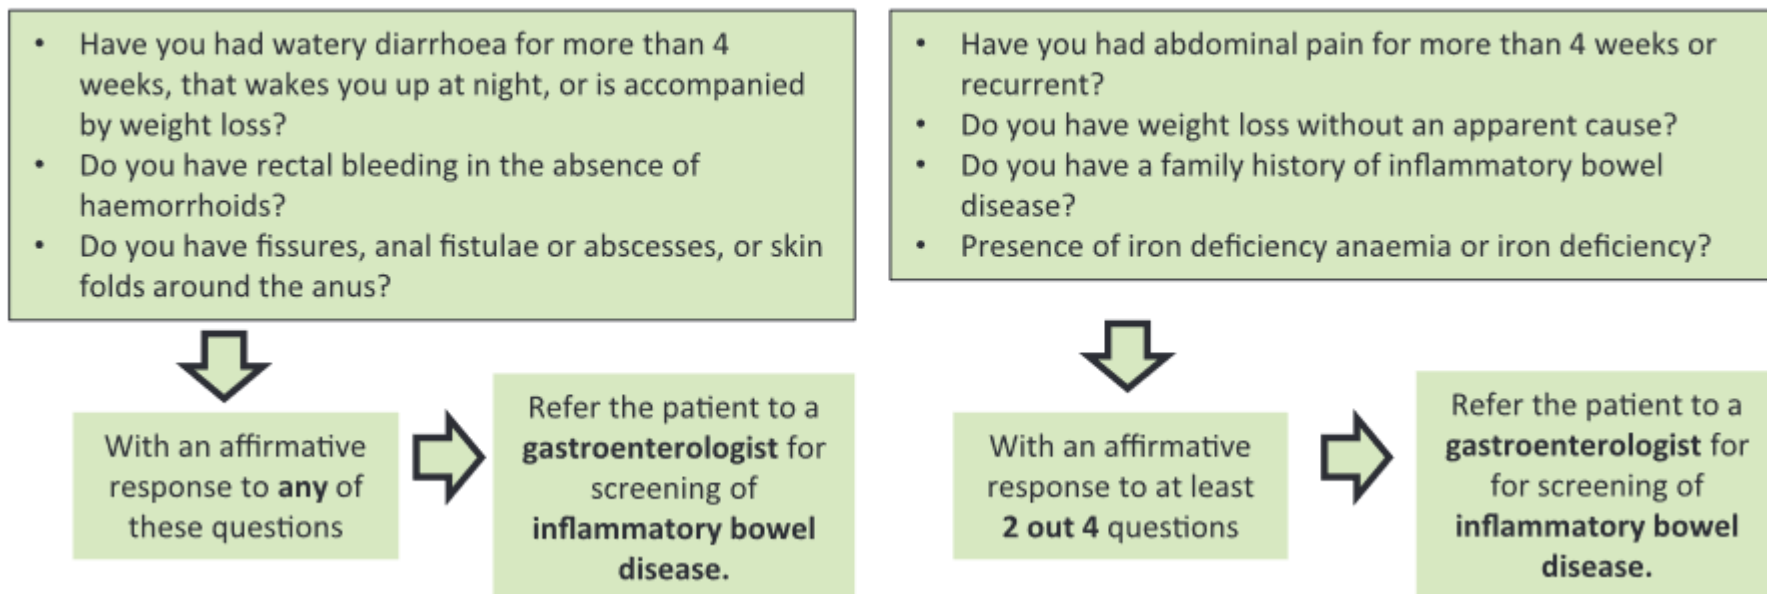 • Have you had watery diarrhoea for more than 4
weeks, that wakes you up at night, or is accompanied
by weight loss?
• Do you have rectal bleeding in the absence of
haemorrhoids?
• Do you have fissures, anal fistulae or abscesses, or skin
folds around the anus?
With an affirmative
response to any of
these questions
Refer the patient to a
gastroenterologist for
screening of
inflammatory bowel
disease.
• Have you had abdominal pain for more than 4 weeks or
recurrent?
• Do you have weight loss without an apparent cause?
• Do you have a family history of inflammatory bowel
disease?
• Presence of iron deficiency anaemia or iron deficiency?
With an affirmative
response to at least
2 out 4 questions
Refer the patient to a
gastroenterologist for
for screening of
inflammatory bowel
disease.